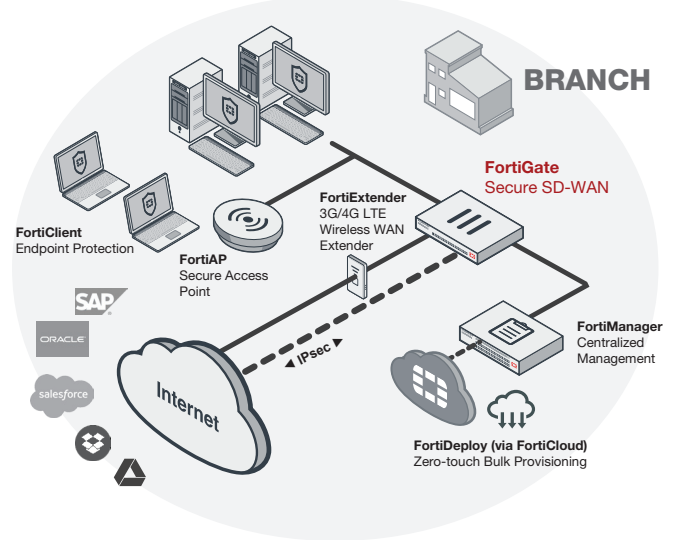 BRANCH
FortiGate
Secure SD-WAN
FortiExtender
3G/4G LTE
Wireless WAN
Extender
FortiClient
Endpoint Protection
FortiAP
Secure Access
Point
SAP
ORACLE
salesforce
Internet
◄ IPsec ►
FortiManager
Centralized
Management
FortiDeploy (via FortiCloud)
Zero-touch Bulk Provisioning